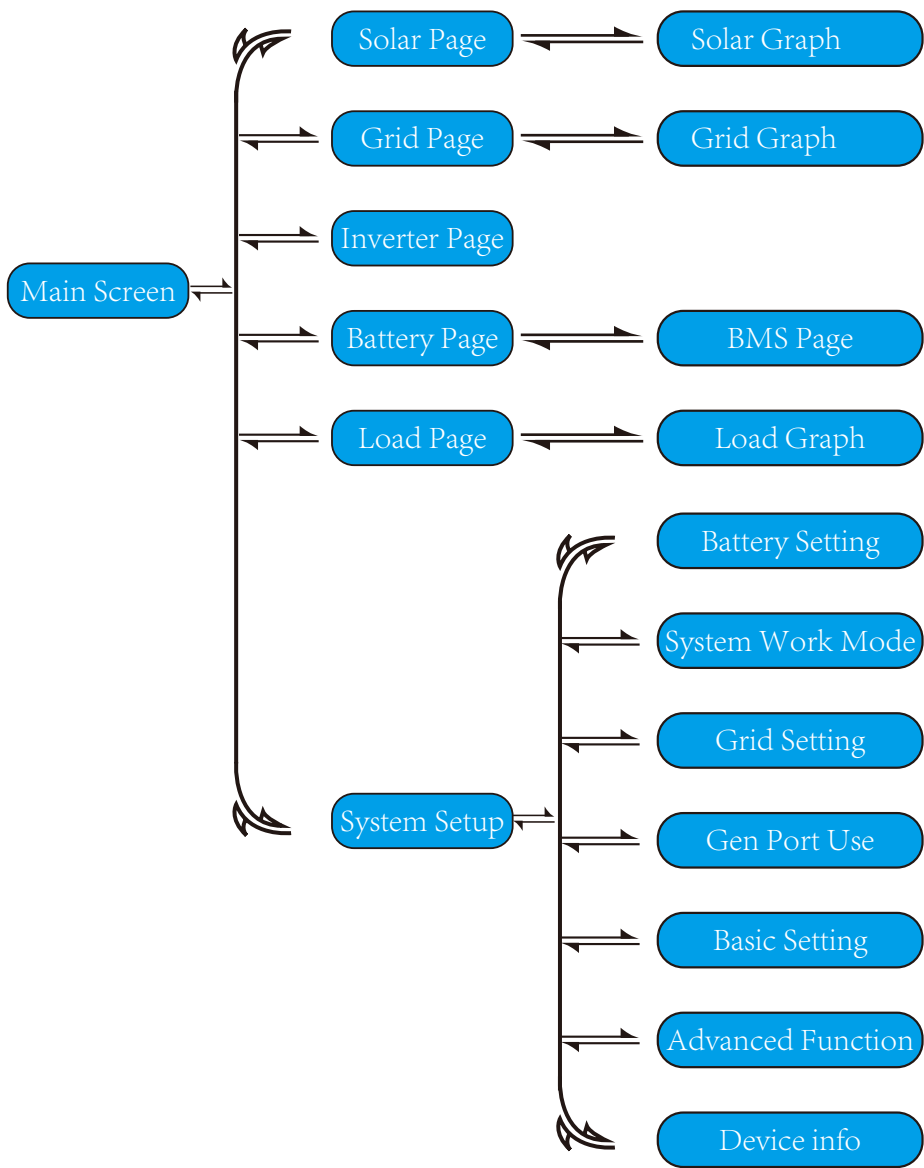 Solar Page
Solar Graph
Grid Page
Grid Graph
Inverter Page
Main Screen
Battery Page
BMS Page
Load Page
Load Graph
Battery Setting
System Work Mode
Grid Setting
System Setup
Gen Port Use
Basic Setting
Advanced Function
Device info